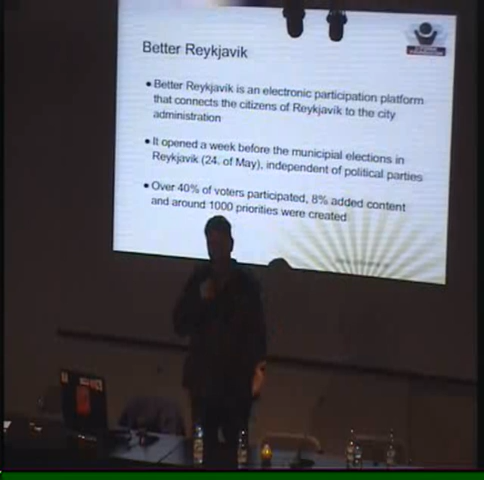 Better Reykjavik
• Better Reykjavik is an electronic participation platform
that connects the citizens of Reykjavik to the city
administration
• It opened a week before the municipial elections in
Reykjavik (24. of May), independent of political parties
• Over 40% of voters participated, 8% added content
and around 1000 priorities were created